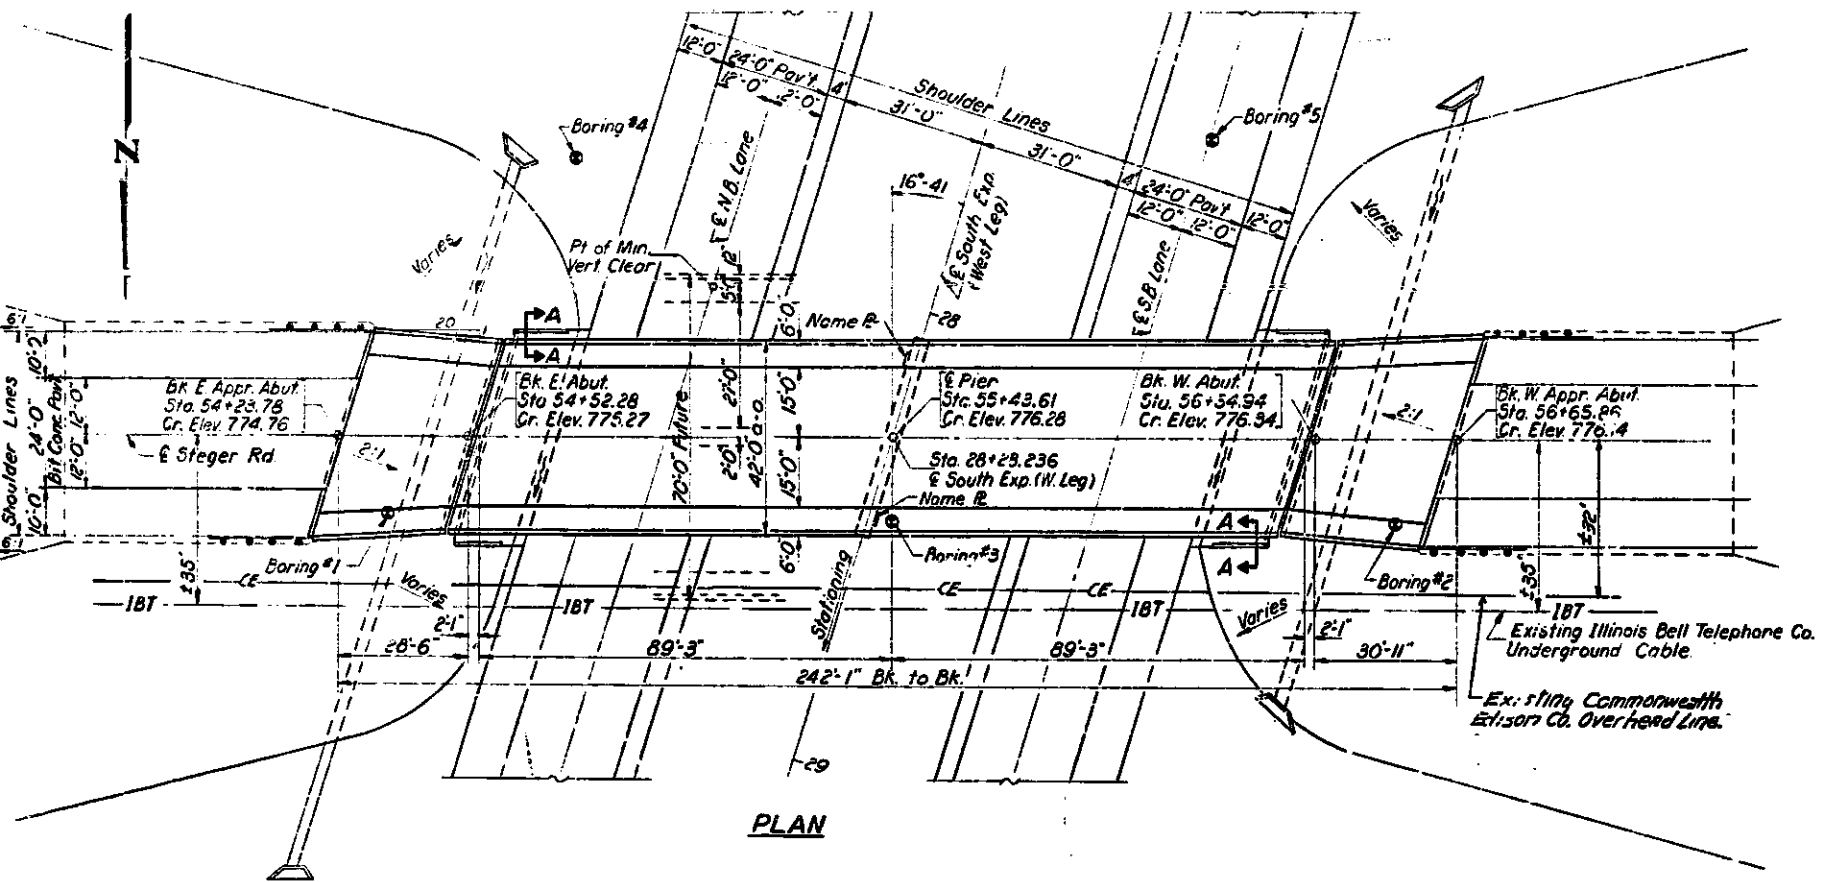 N
12'-0"
24'-0" Pav't.
12'-0"
4'
31'-0"
Shoulder Lines
31'-0"
4'
24'-0" Pav't
12'-0"
12'-0"
12'-0"
Boring #4
Boring #5
℄ N.B. Lane
16°-41
℄ South Exp.
(West Leg)
℄ S.B. Lane
Varies
Varies
Pt of Min.
Vert. Clear
12'
5'-0"
6'-0"
Name PL
28
20
A
A
10'-0"
24'-0"
10'-0"
Shoulder Lines
Bit Conc. Pavt
12'-0"
12'-0"
Bk. E. Appr. Abut.
Sta. 54+23.78
Cr. Elev. 774.76
℄ Steger Rd.
2:1
Bk. E. Abut.
Sta 54+52.28
Cr. Elev. 775.27
70'-0" Future
2'-0"
42'-0 o-o
15'-0"
15'-0"
6'-0"
℄ Pier
Sta. 55+43.61
Cr. Elev. 776.28
Sta. 28+23.236
℄ South Exp. (W. Leg)
Name PL
Bk. W. Abut.
Sta. 56+34.94
2:1
Bk. W. Appr. Abut.
Sta. 56+65.86
Boring #1
Boring #3
Boring #2
A
A
±35'
±35'
±32'
CE
CE
CE
IBT
IBT
IBT
IBT
Varies
Varies
Stationing
2'-1"
28'-6"
89'-3"
89'-3"
2'-1"
30'-11"
242'-1" Bk. to Bk.
Existing Illinois Bell Telephone Co.
Underground Cable.
Existing Commonwealth
Edison Co. Overhead Line.
29
PLAN